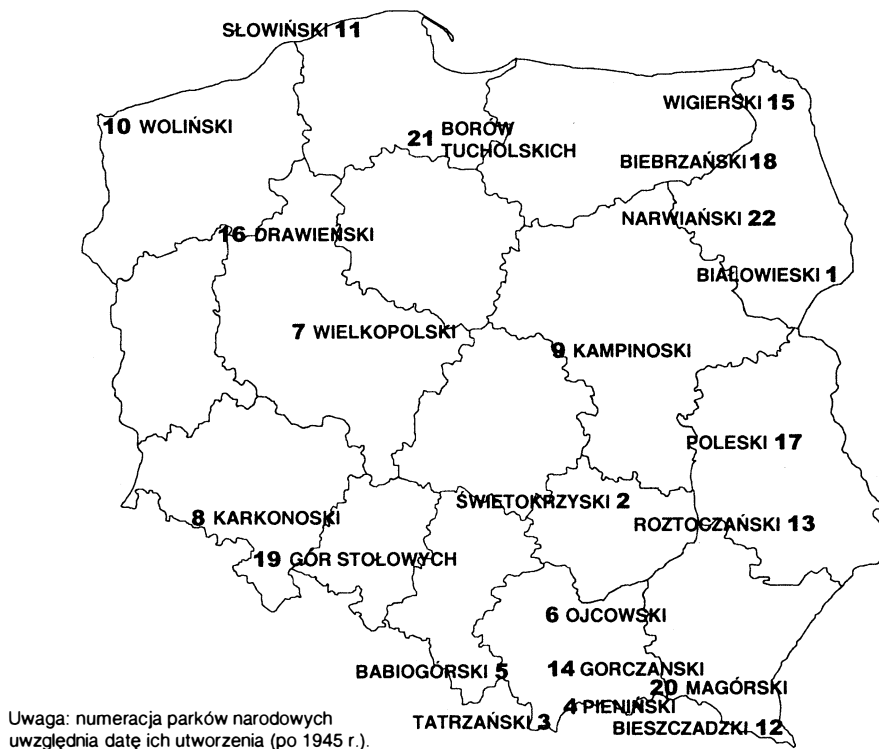 SŁOWIŃSKI 11
WIGIERSKI 15
10 WOLIŃSKI
21 BORÓW
TUCHOLSKICH
BIEBRZAŃSKI 18
NARWIAŃSKI 22
16 DRAWIEŃSKI
BIAŁOWIESKI 1
7 WIELKOPOLSKI
9 KAMPINOSKI
POLESKI 17
ŚWIETOKRZYSKI 2
8 KARKONOSKI
ROZTOCZAŃSKI 13
19 GÓR STOŁOWYCH
6 OJCOWSKI
BABIOGÓRSKI 5
14 GORCZANSKI
20 MAGÓRSKI
4 PIENIŃSKI
TATRZAŃSKI 3
BIESZCZADZKI 12
Uwaga: numeracja parków narodowych
uwzględnia datę ich utworzenia (po 1945 r.).